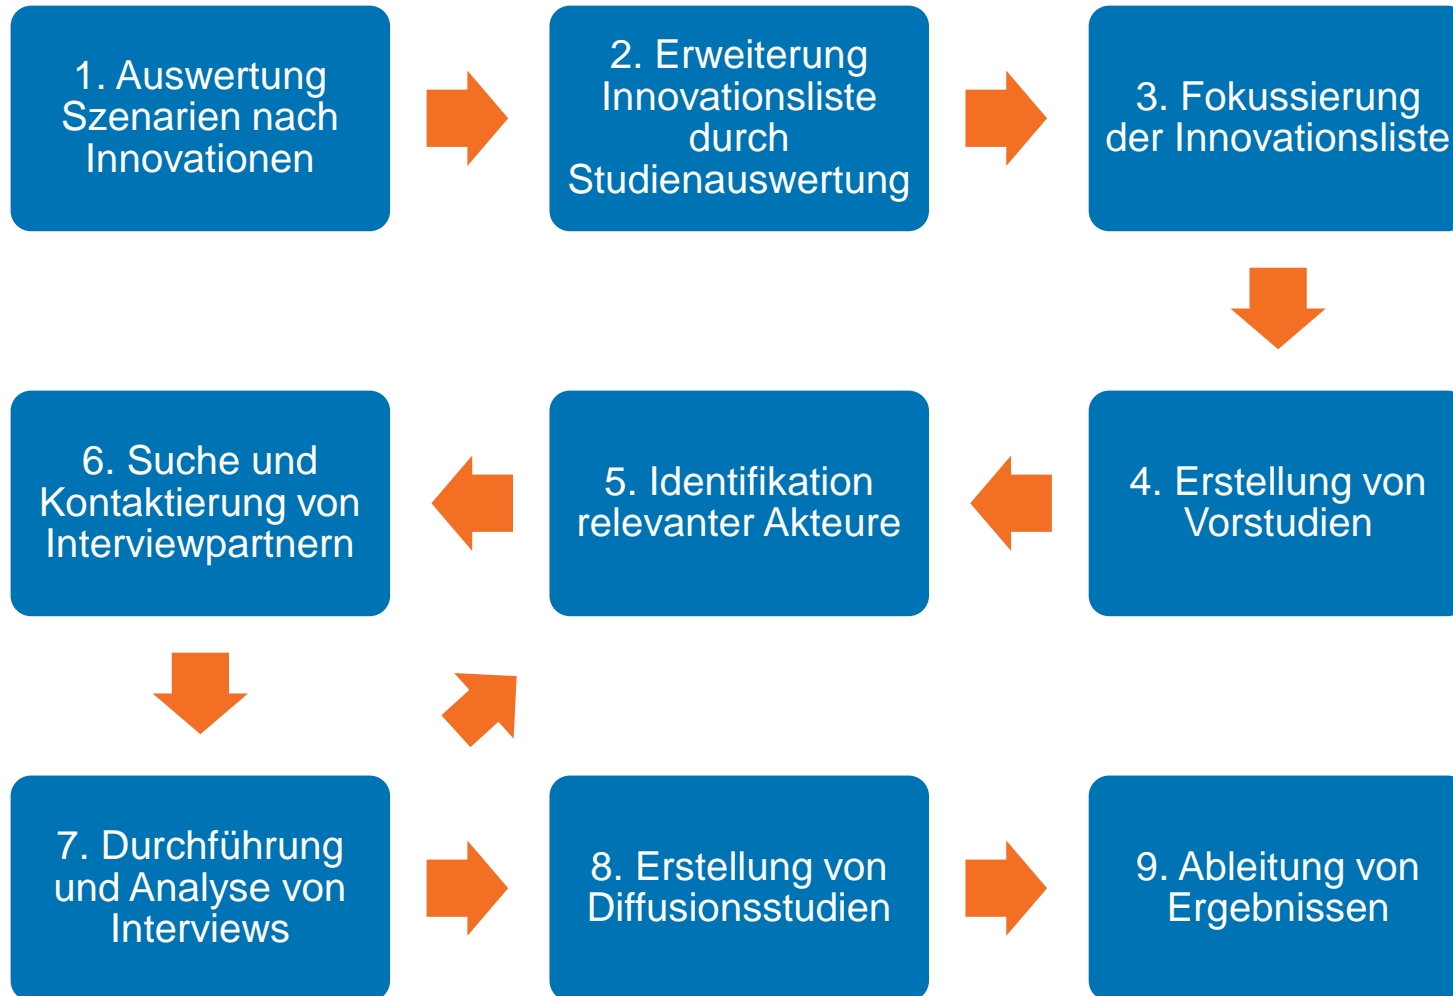 1. Auswertung
Szenarien nach
Innovationen
2. Erweiterung
Innovationsliste
durch
Studienauswertung
3. Fokussierung
der Innovationsliste
4. Erstellung von
Vorstudien
5. Identifikation
relevanter Akteure
6. Suche und
Kontaktierung von
Interviewpartnern
7. Durchführung
und Analyse von
Interviews
8. Erstellung von
Diffusionsstudien
9. Ableitung von
Ergebnissen